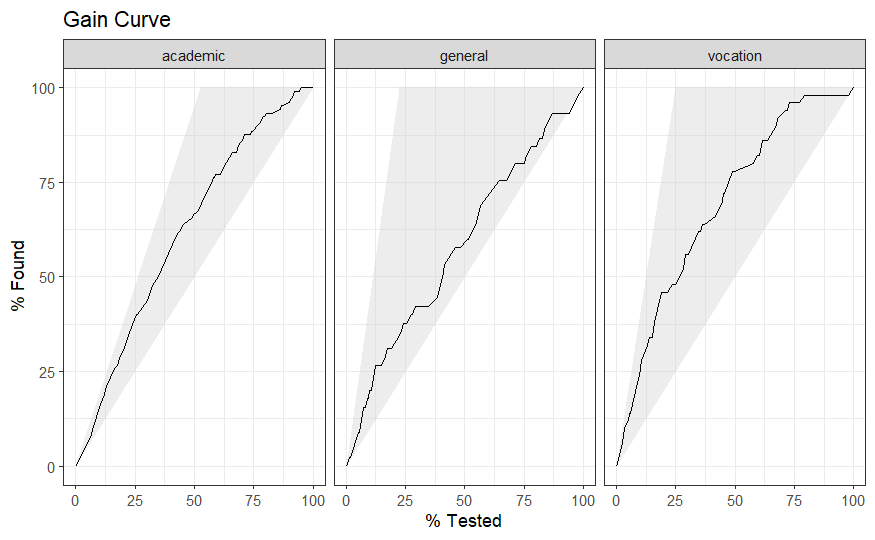 Gain Curve
academic general vocation
100
75
50
25
0
% Found
0 25 50 75 100 0 25 50 75 100 0 25 50 75 100
% Tested